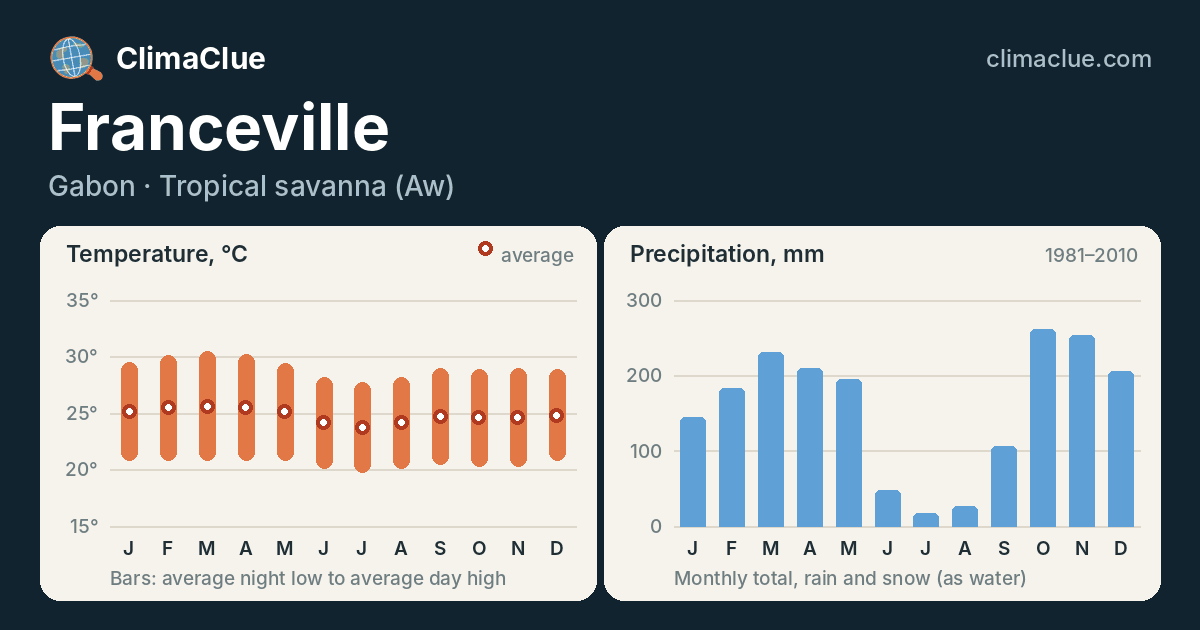 ClimaClue
climaclue.com
Franceville
Gabon · Tropical savanna (Aw)
Temperature, °C
average
35°
30°
25°
20°
15°
J F M A M J J A S O N D
Bars: average night low to average day high
Precipitation, mm
1981–2010
300
200
100
0
J F M A M J J A S O N D
Monthly total, rain and snow (as water)